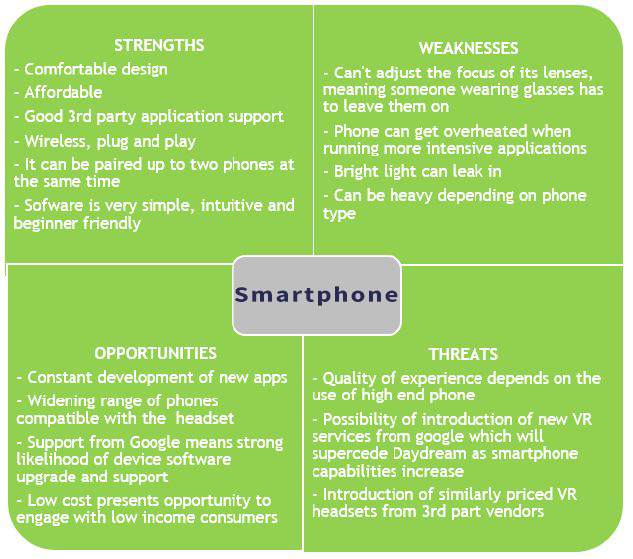 STRENGTHS
- Comfortable design
- Affordable
- Good 3rd party application support
- Wireless, plug and play
- It can be paired up to two phones at
the same time
- Sofware is very simple, intuitive and
beginner friendly
WEAKNESSES
- Can't adjust the focus of its lenses,
meaning someone wearing glasses has
to leave them on
- Phone can get overheated when
running more intensive applications
- Bright light can leak in
- Can be heavy depending on phone
type
Smartphone
OPPORTUNITIES
- Constant development of new apps
- Widening range of phones
compatible with the headset
- Support from Google means strong
likelihood of device software
upgrade and support
- Low cost presents opportunity to
engage with low income consumers
THREATS
- Quality of experience depends on the
use of high end phone
- Possibility of introduction of new VR
services from google which will
supercede Daydream as smartphone
capabilities increase
- Introduction of similarly priced VR
headsets from 3rd part vendors